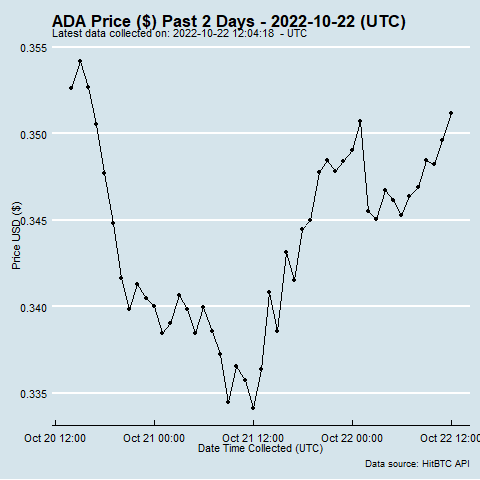 ADA Price ($) Past 2 Days - 2022-10-22 (UTC)
Latest data collected on: 2022-10-22 12:04:18 - UTC
0.355
0.350
0.345
0.340
0.335
Price USD ($)
Oct 20 12:00 Oct 21 00:00 Oct 21 12:00 Oct 22 00:00 Oct 22 12:00
Date Time Collected (UTC)
Data source: HitBTC API